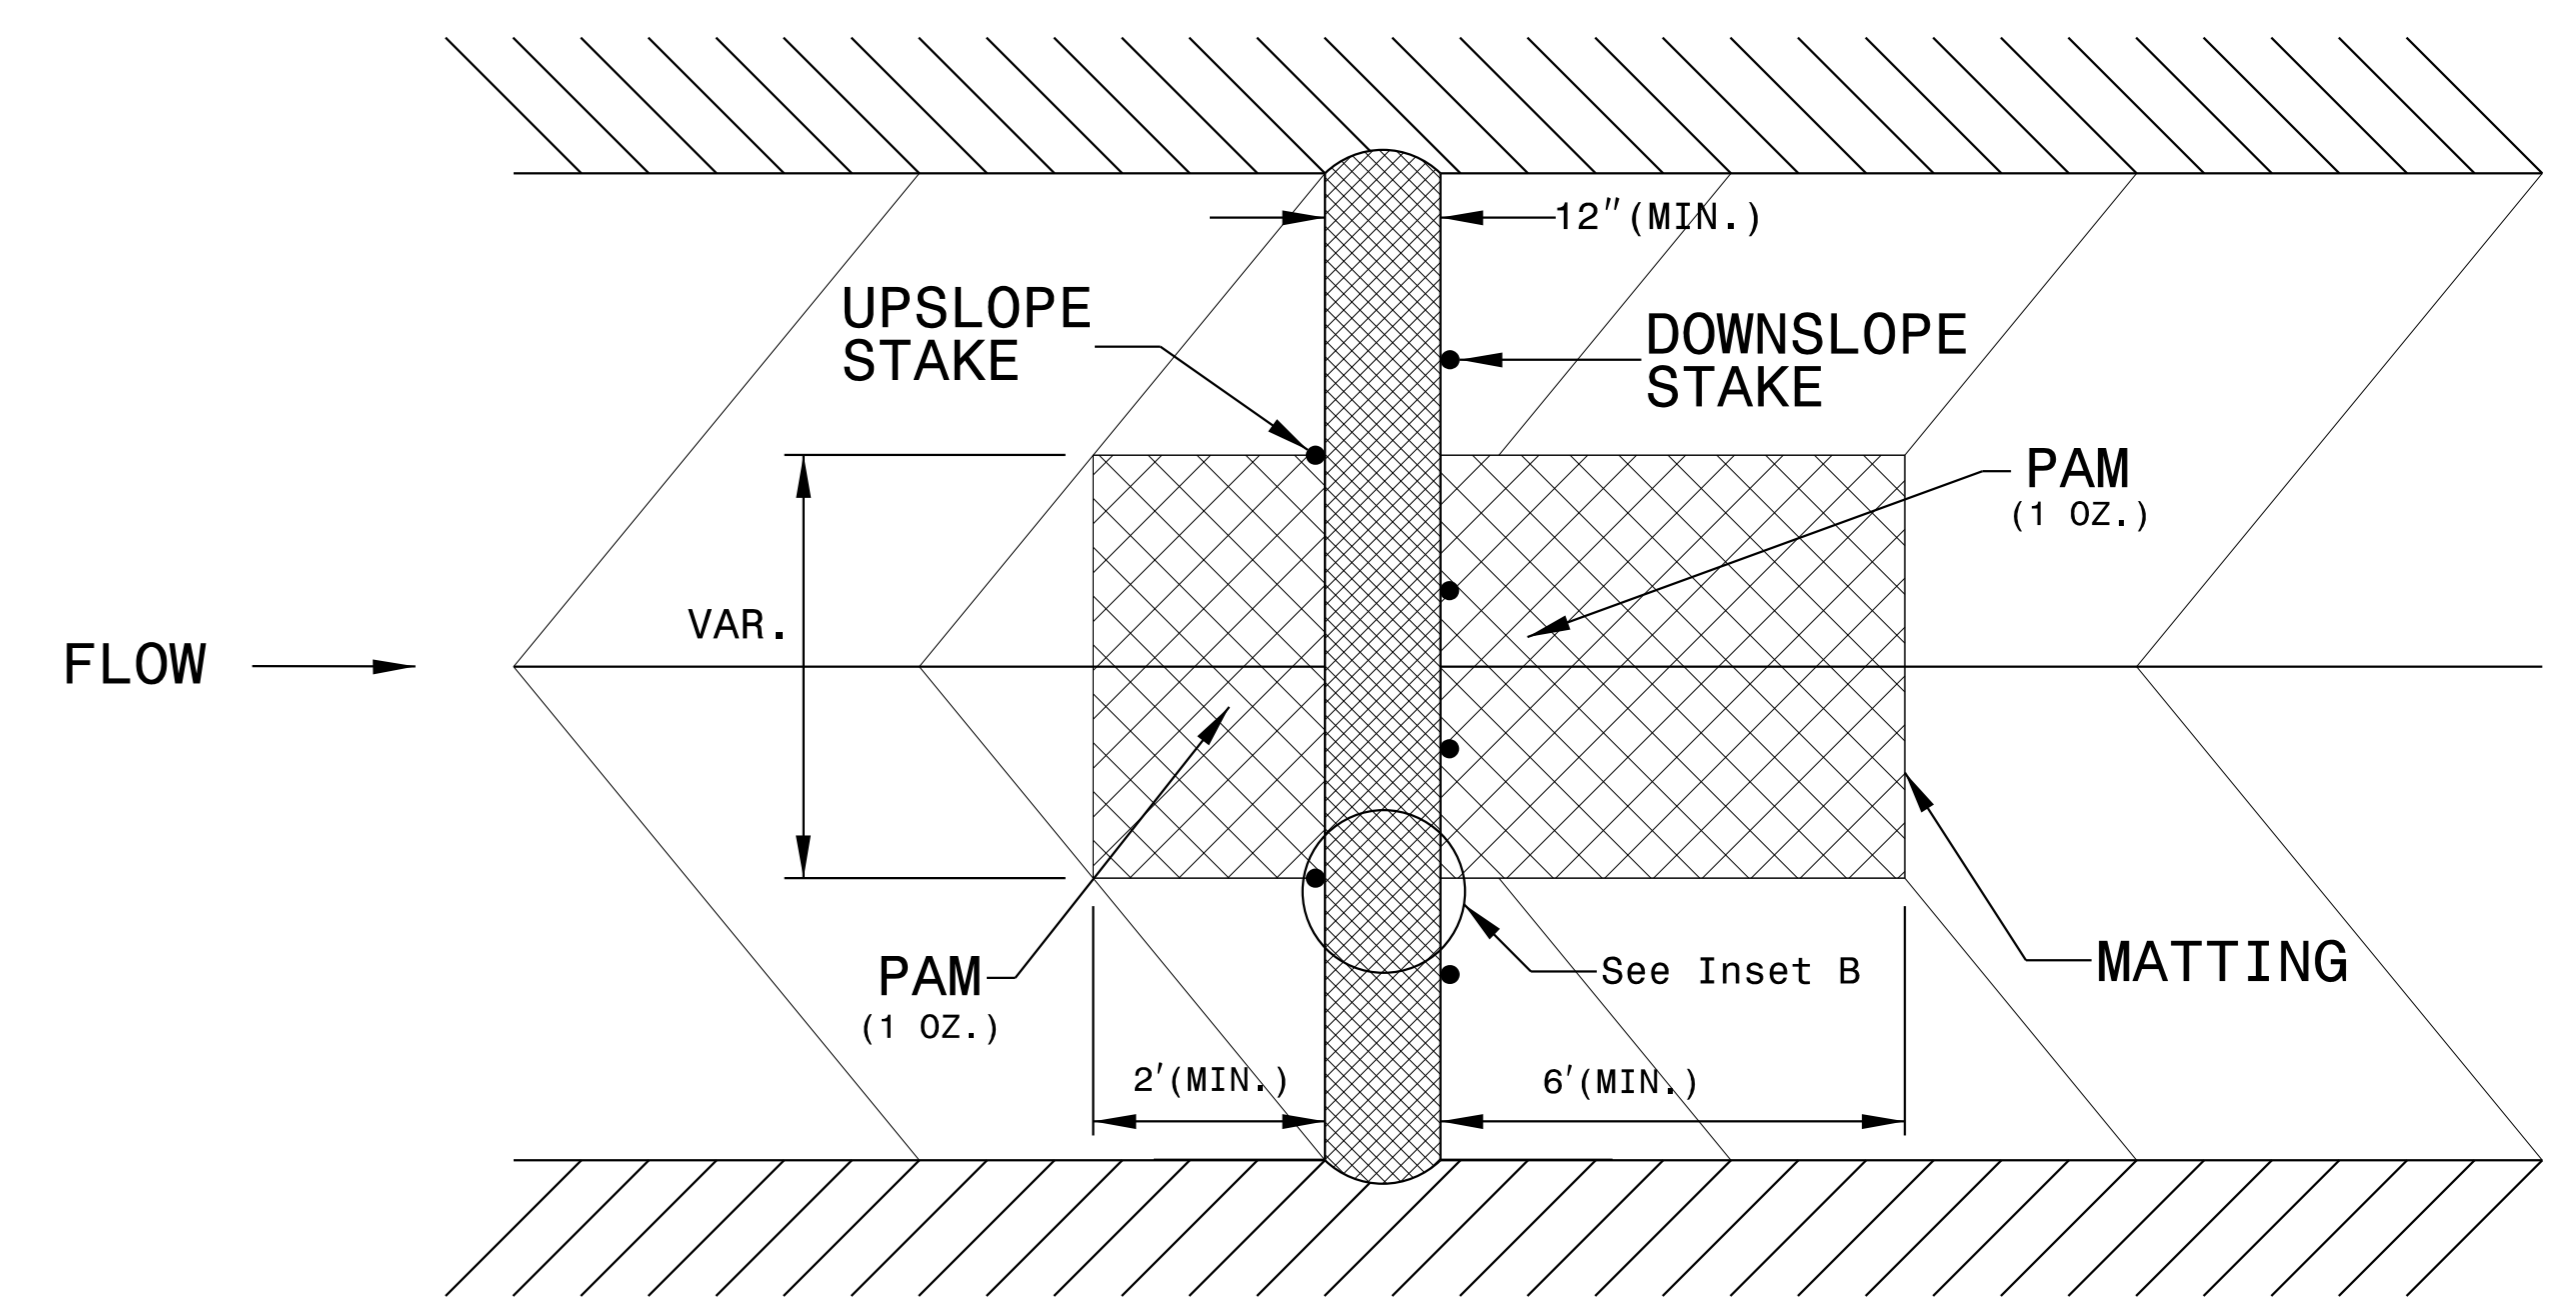 12"(MIN.)
UPSLOPE
STAKE
DOWNSLOPE
STAKE
PAM
(1 OZ.)
VAR.
FLOW
MATTING
See Inset B
PAM
(1 OZ.)
2'(MIN.)
6'(MIN.)